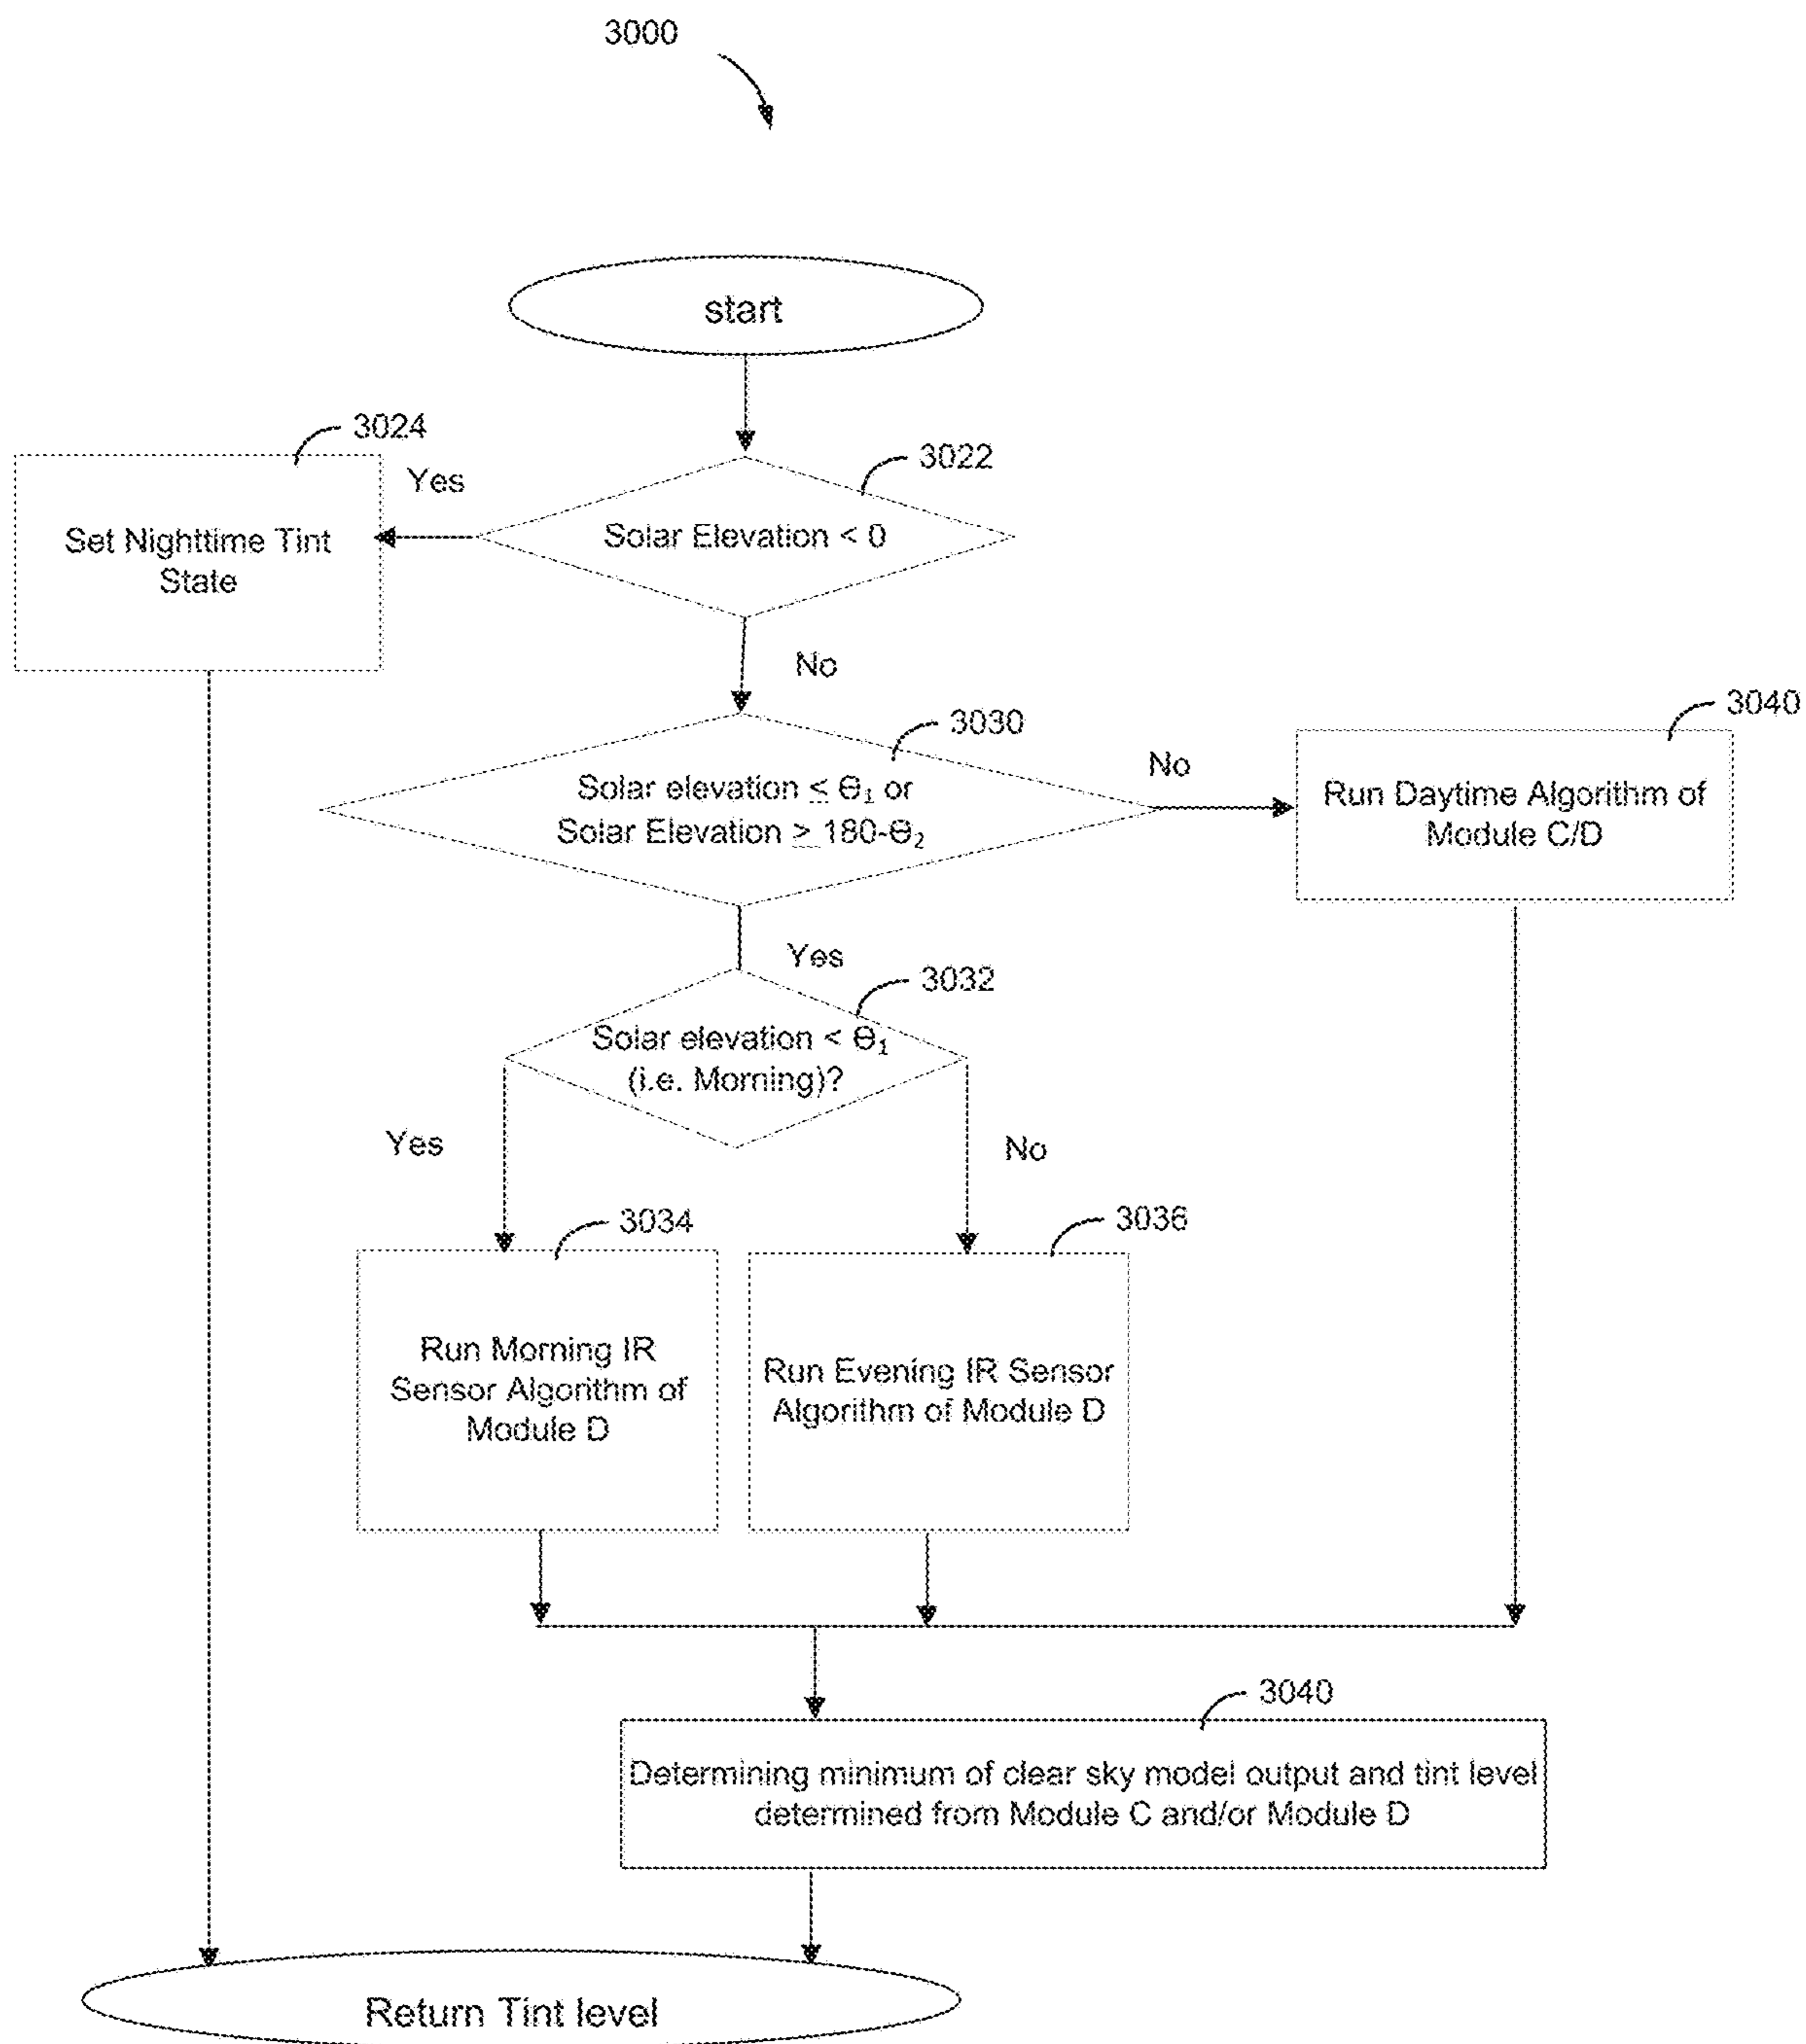 3000
start
3024
3022
Yes
Set Nighttime Tint
State
Solar Elevation < 0
No
3030
3040
Solar elevation ≤ Θ₁ or
Solar Elevation ≥ 180-Θ₂
No
Run Daytime Algorithm of
Module C/D
Yes
3032
Solar elevation < Θ₁
(i.e. Morning)?
Yes
No
3034
3036
Run Morning IR
Sensor Algorithm of
Module D
Run Evening IR Sensor
Algorithm of Module D
3040
Determining minimum of clear sky model output and tint level
determined from Module C and/or Module D
Return Tint level